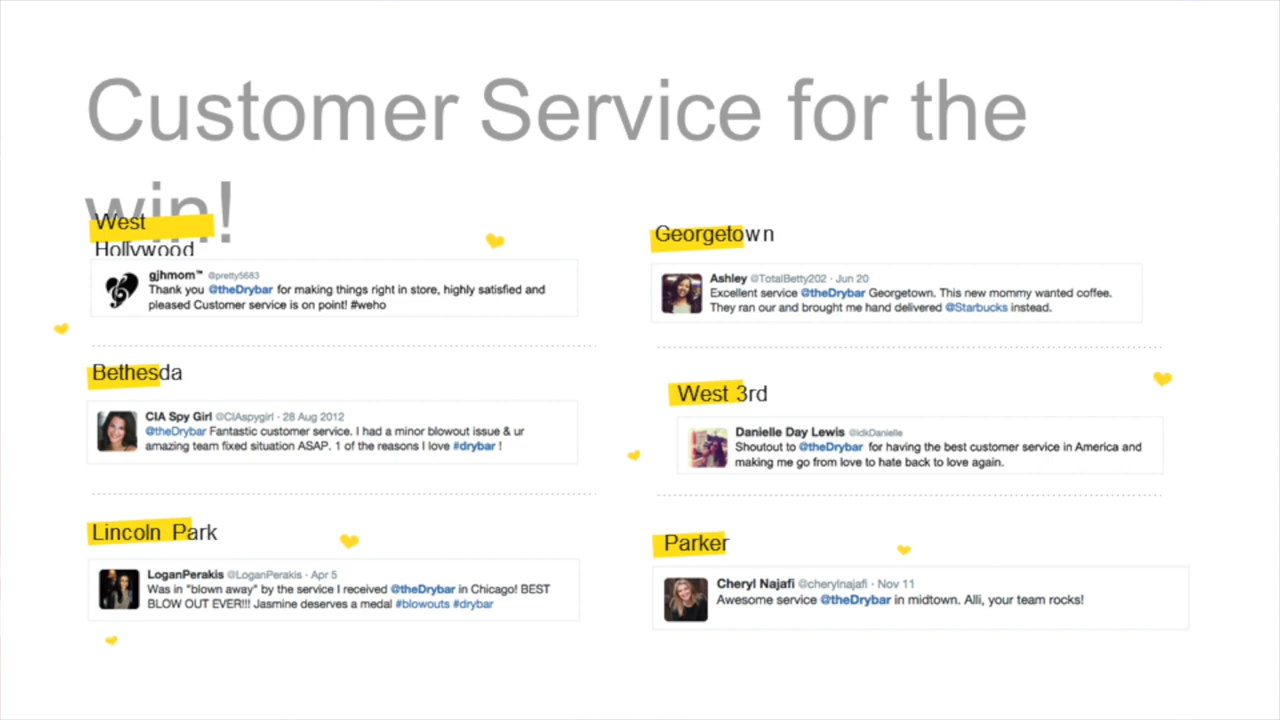 Customer Service for the
win!
West
Hollywood
gjhmom™ @pretty5683
Thank you @theDrybar for making things right in store, highly satisfied and
pleased Customer service is on point! #weho
Bethesda
CIA Spy Girl @CIAspygirl · 28 Aug 2012
@theDrybar Fantastic customer service. I had a minor blowout issue & ur
amazing team fixed situation ASAP. 1 of the reasons I love #drybar !
Lincoln Park
LoganPerakis @LoganPerakis · Apr 5
Was in "blown away" by the service I received @theDrybar in Chicago! BEST
BLOW OUT EVER!!! Jasmine deserves a medal #blowouts #drybar
Georgetown
Ashley @TotalBetty202 · Jun 20
Excellent service @theDrybar Georgetown. This new mommy wanted coffee.
They ran our and brought me hand delivered @Starbucks instead.
West 3rd
Danielle Day Lewis @idkDanielle
Shoutout to @theDrybar for having the best customer service in America and
making me go from love to hate back to love again.
Parker
Cheryl Najafi @cherylnajafi · Nov 11
Awesome service @theDrybar in midtown. Alli, your team rocks!